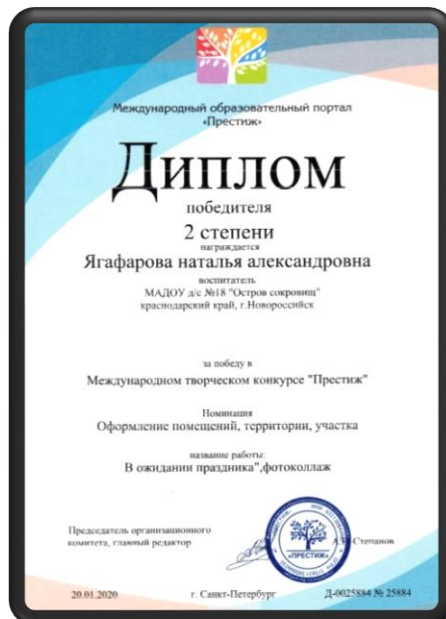 Международный образовательный портал
«Престиж»
Диплом
победителя
2 степени
награждается
Ягафарова наталья александровна
воспитатель
МАДОУ д/с №18 "Остров сокровищ"
краснодарский край, г.Новороссийск
за победу в
Международном творческом конкурсе "Престиж"
Номинация
Оформление помещений, территории, участка
название работы:
В ожидании праздника",фотоколлаж
Председатель организационного
комитета, главный редактор
Степанов
«ПРЕСТИЖ»
20.01.2020
г. Санкт-Петербург
Д-0025884 № 25884